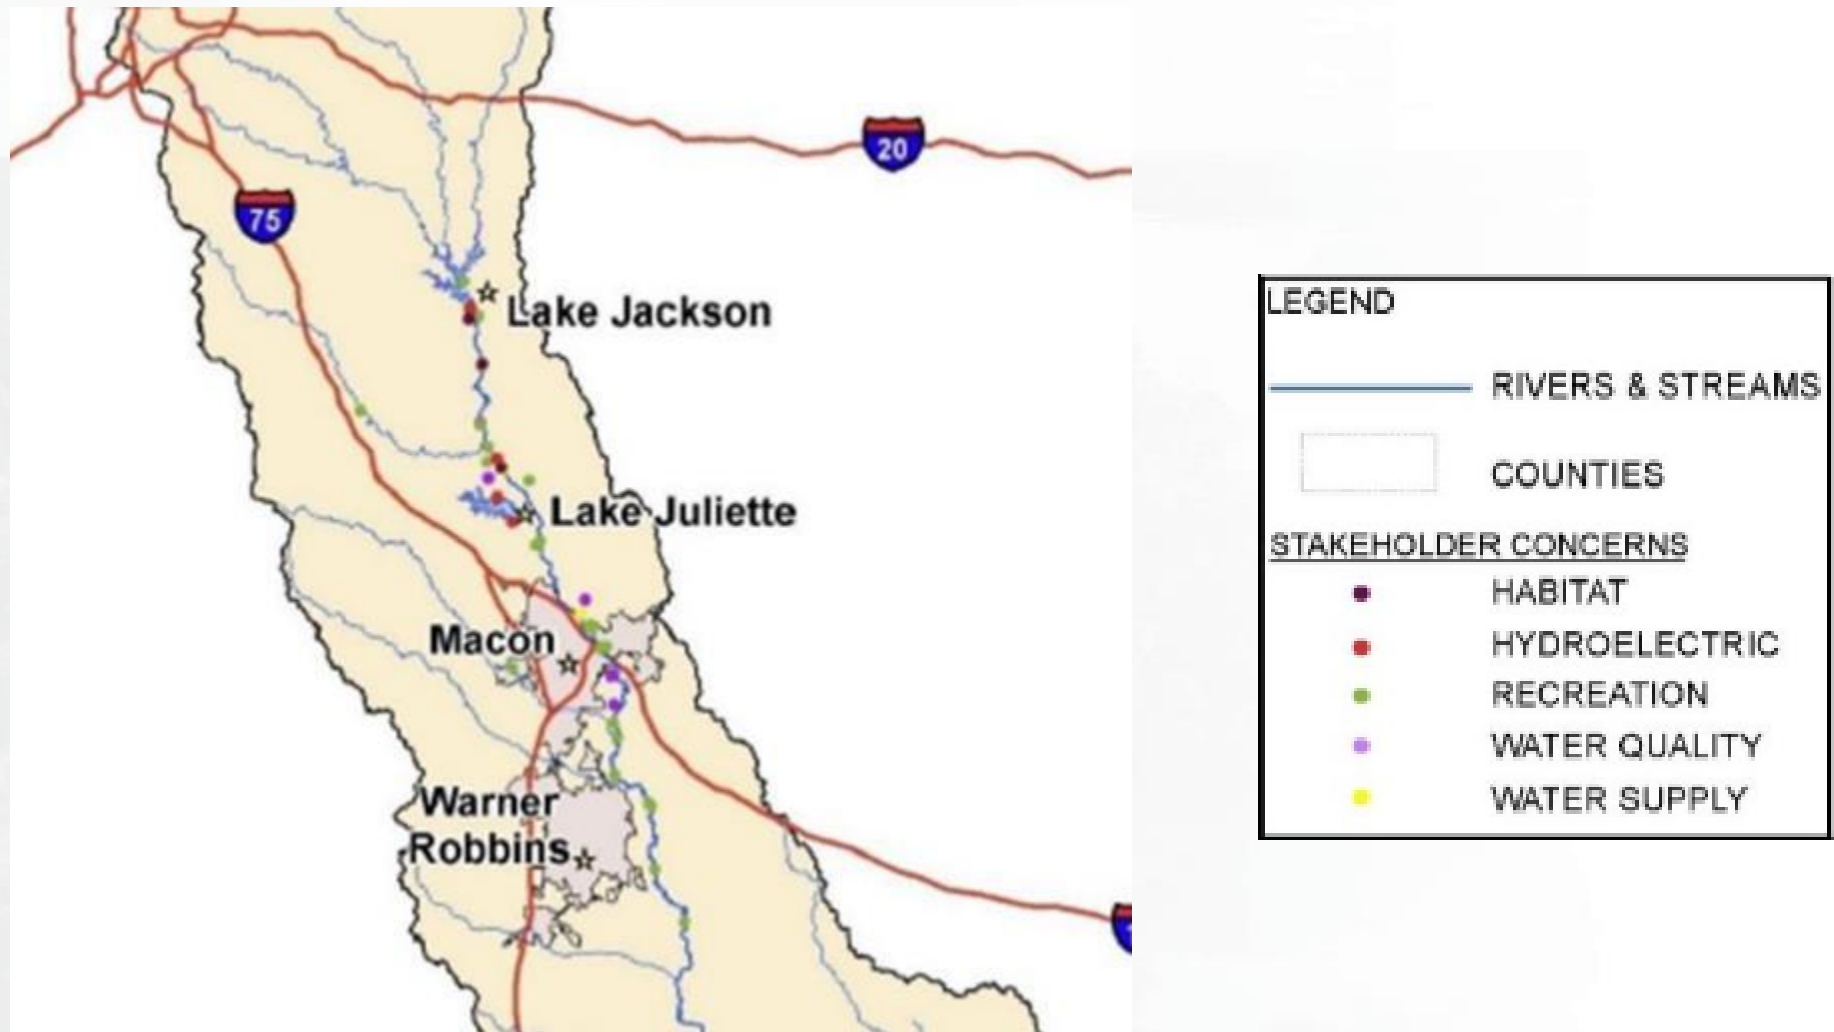 20
75
Lake Jackson
Lake Juliette
Macon
Warner
Robbins
LEGEND
RIVERS & STREAMS
COUNTIES
STAKEHOLDER CONCERNS
HABITAT
HYDROELECTRIC
RECREATION
WATER QUALITY
WATER SUPPLY